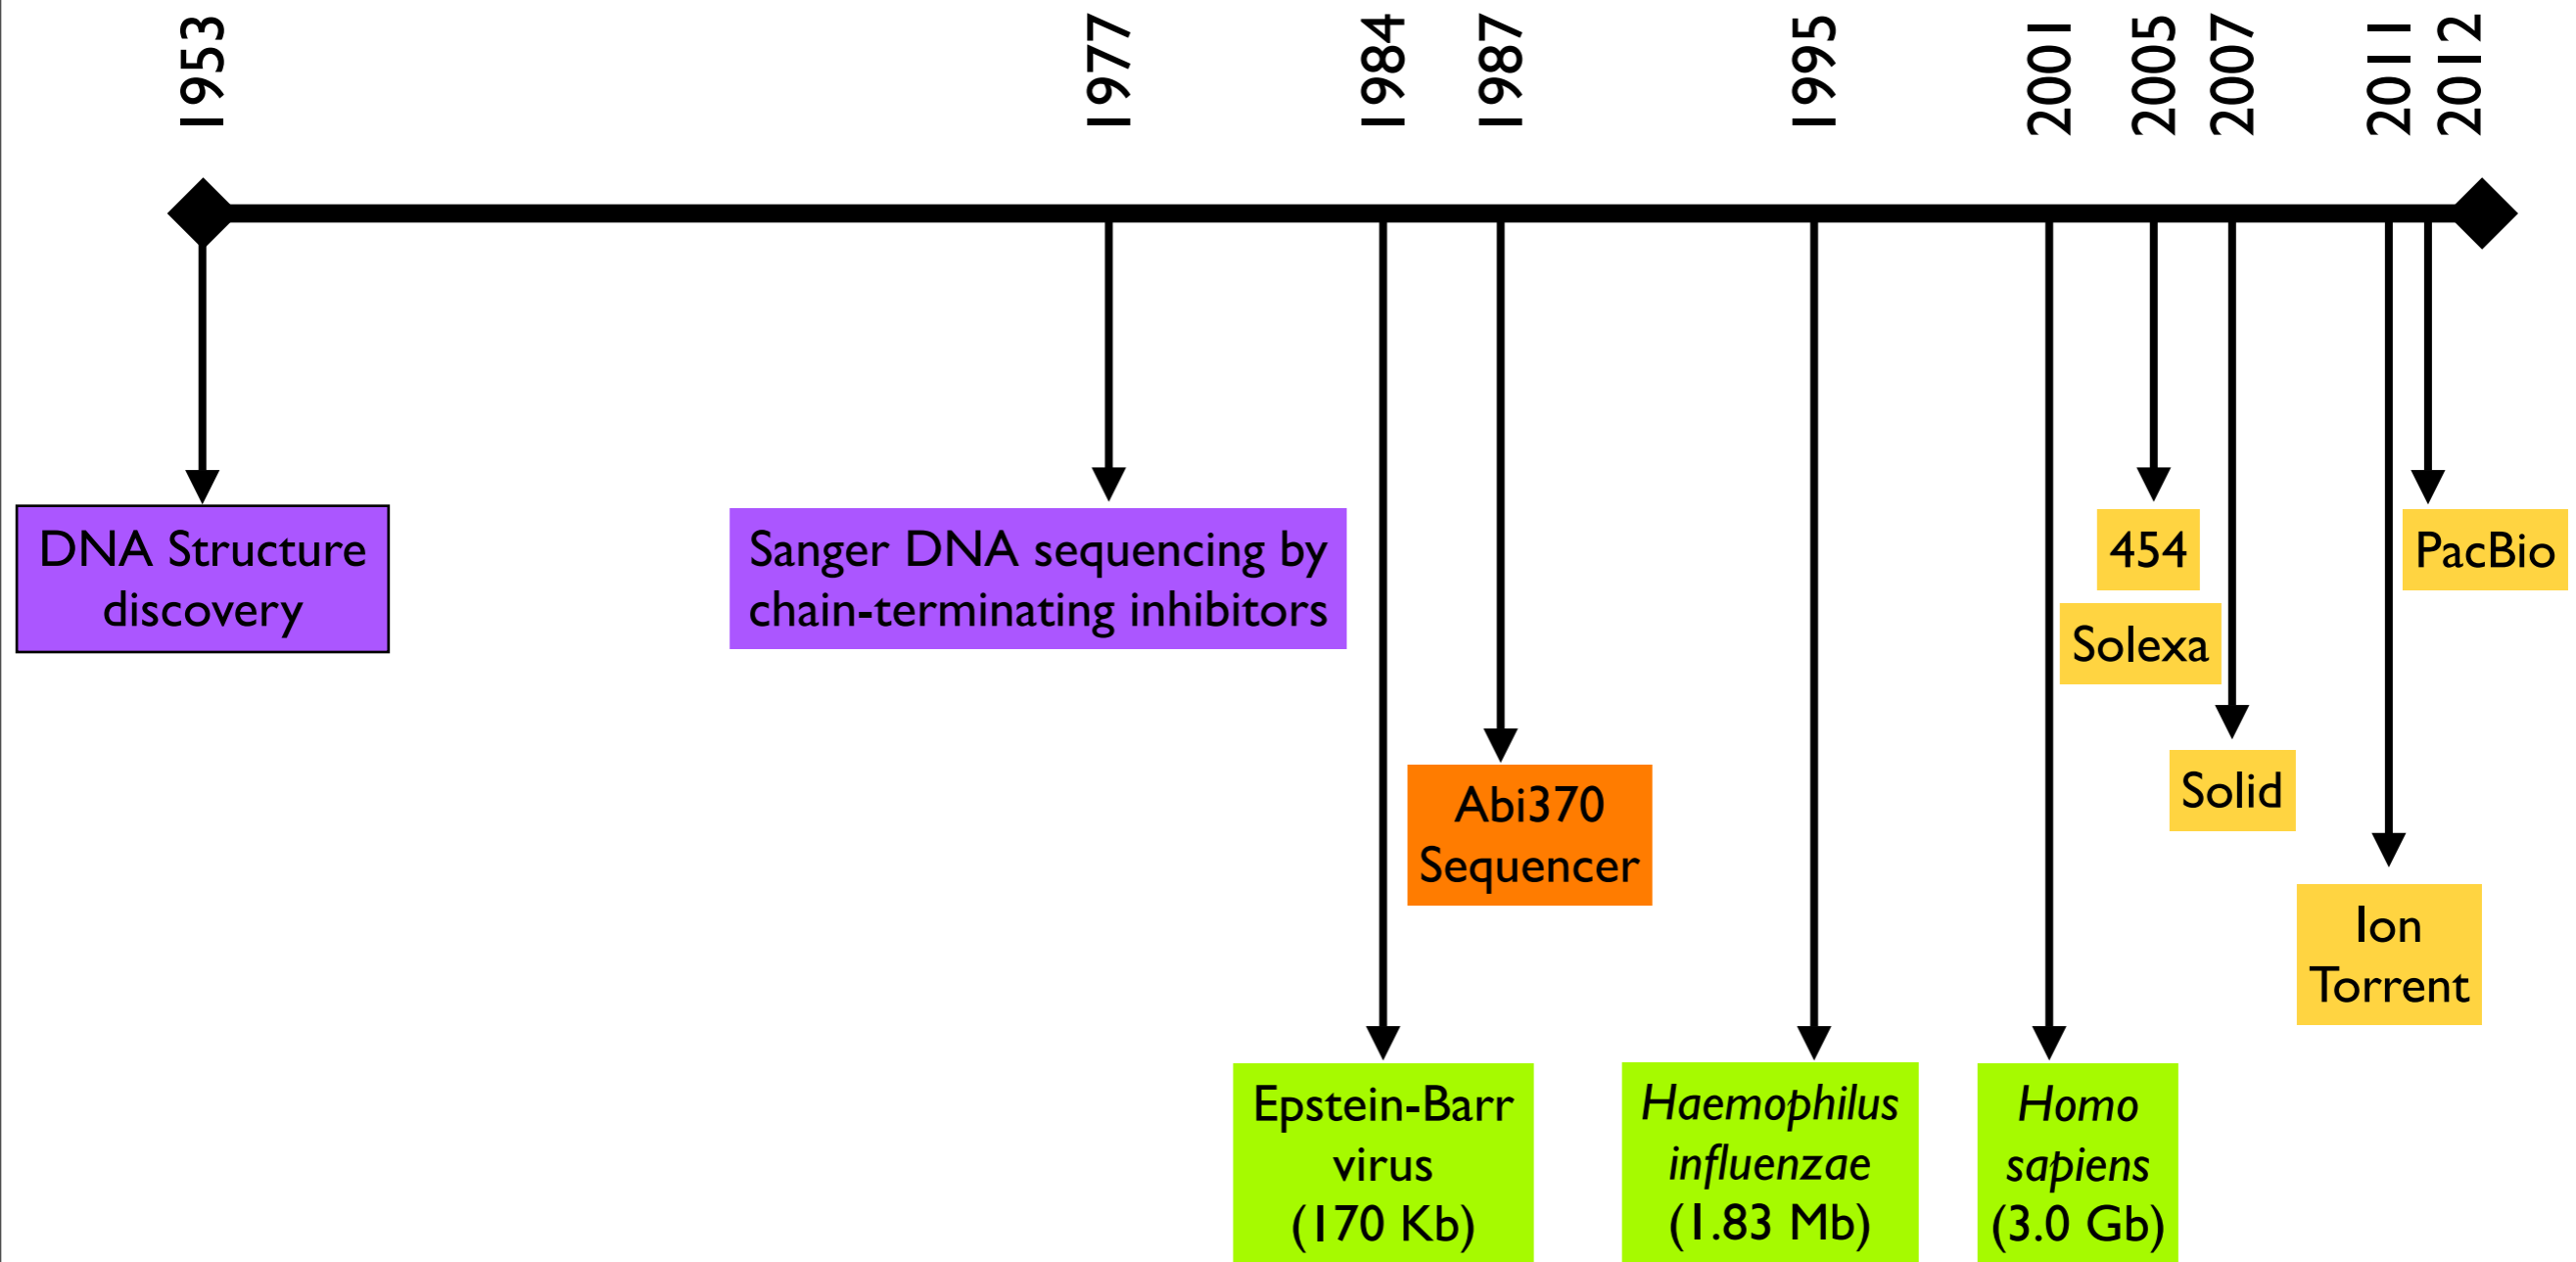 1953
1977
1984
1987
1995
2001
2005
2007
2011
2012
DNA Structure
discovery
Sanger DNA sequencing by
chain-terminating inhibitors
454
Solexa
PacBio
Abi370
Sequencer
Solid
Ion
Torrent
Epstein-Barr
virus
(170 Kb)
Haemophilus
influenzae
(1.83 Mb)
Homo
sapiens
(3.0 Gb)